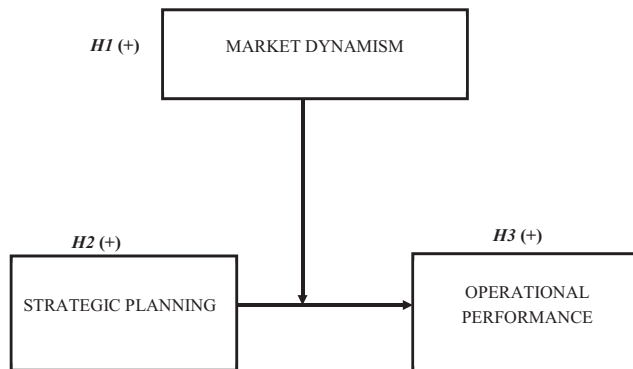 H1 (+)
MARKET DYNAMISM
H2 (+)
H3 (+)
STRATEGIC PLANNING
OPERATIONAL
PERFORMANCE